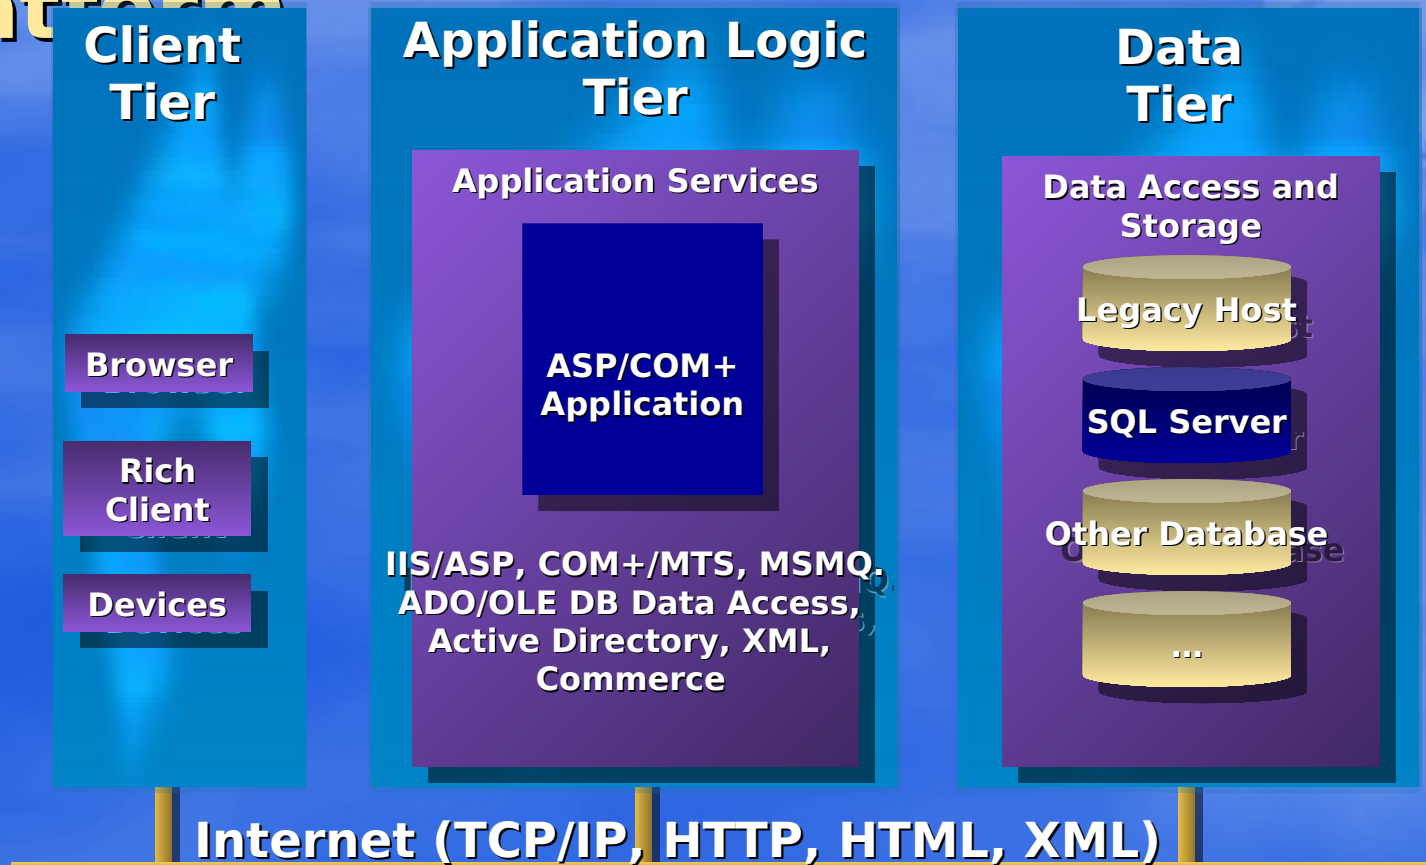 Client
Tier
Browser
Rich
Client
Devices
Application Logic
Tier
Application Services
ASP/COM+
Application
IIS/ASP, COM+/MTS, MSMQ.
ADO/OLE DB Data Access,
Active Directory, XML,
Commerce
Data
Tier
Data Access and
Storage
Legacy Host
SQL Server
Other Database
...
Internet (TCP/IP, HTTP, HTML, XML)